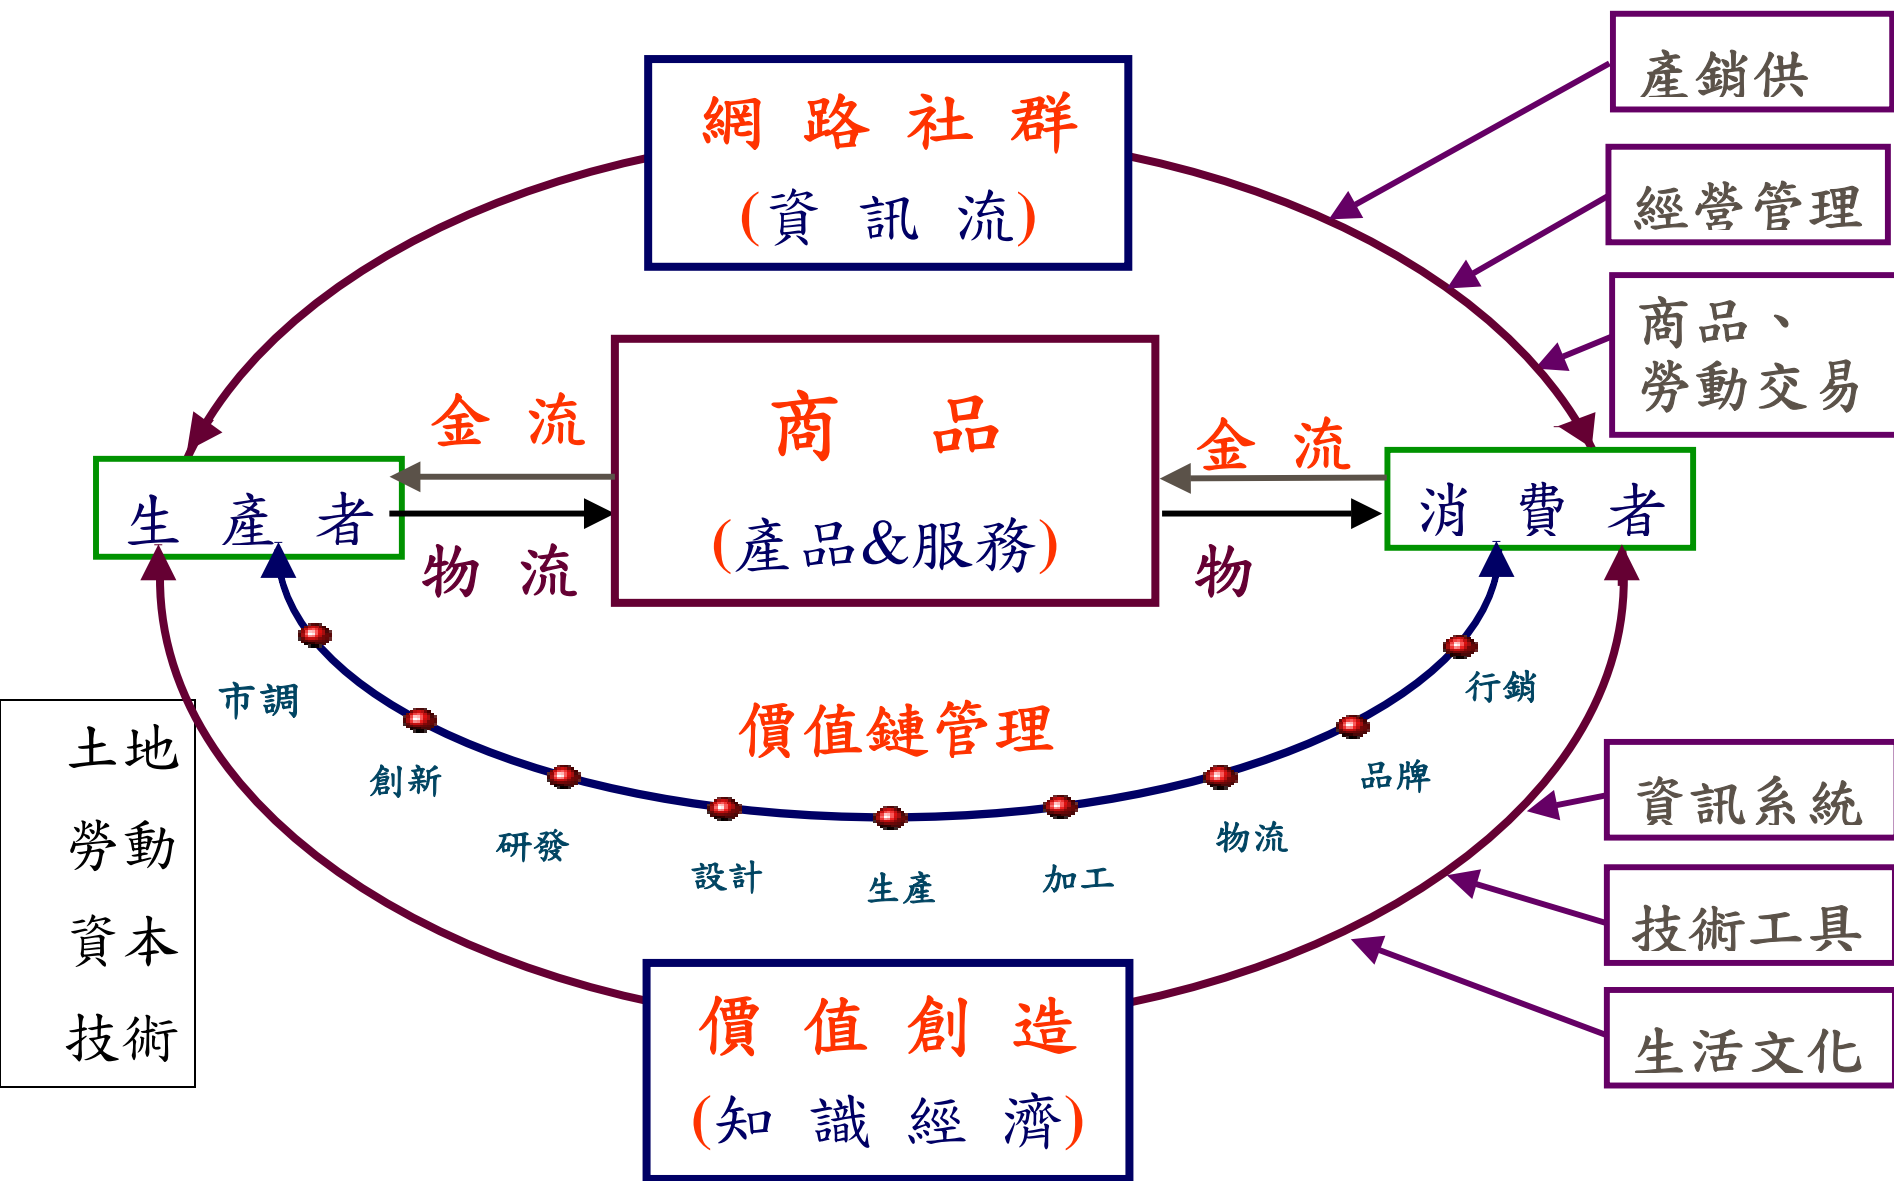 網 路 社 群
(資 訊 流)
產銷供
經營管理
商品、
勞動交易
金 流
商 品
(產品&服務)
金 流
生 產 者
消 費 者
物 流
物
市調
創新
研發
設計
生產
加工
物流
品牌
行銷
價值鏈管理
土地
勞動
資本
技術
資訊系統
技術工具
生活文化
價 值 創 造
(知 識 經 濟)